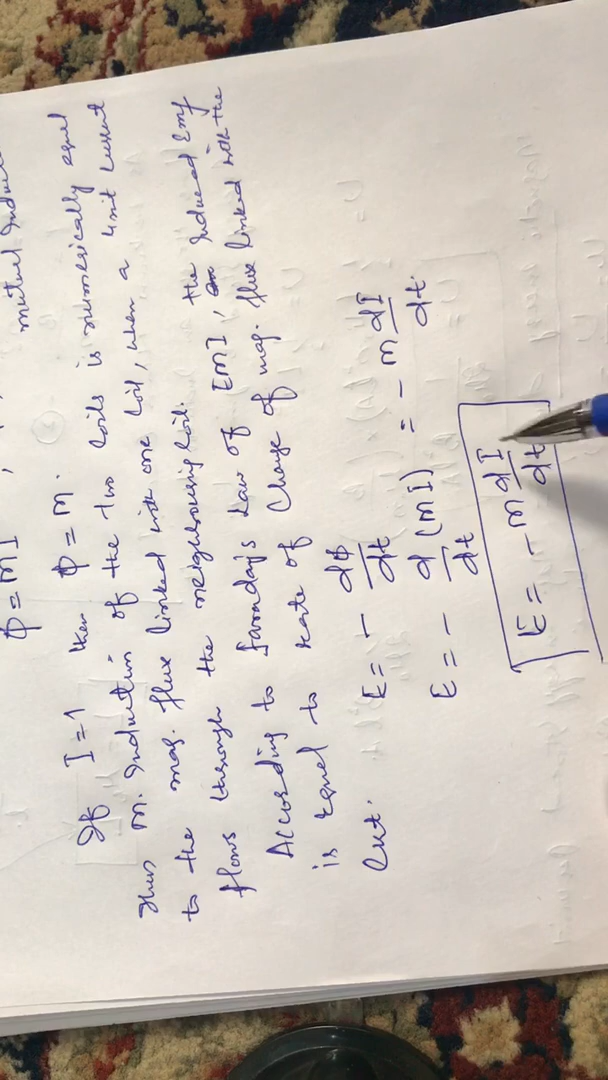 φ = MI , mutual
If I = 1 then φ = M.
Thus M. Induction of the two coils is numerically equal
to the mag. flux linked with one coil, when a unit current
flows through the neighbouring coil.
According to Faraday's Law of EMI, the induced Emf
is equal to rate of change of mag. flux linked with the
E = - dφ/dt
E = - d/dt (MI) = - M dI/dt.
E = - M dI/dt